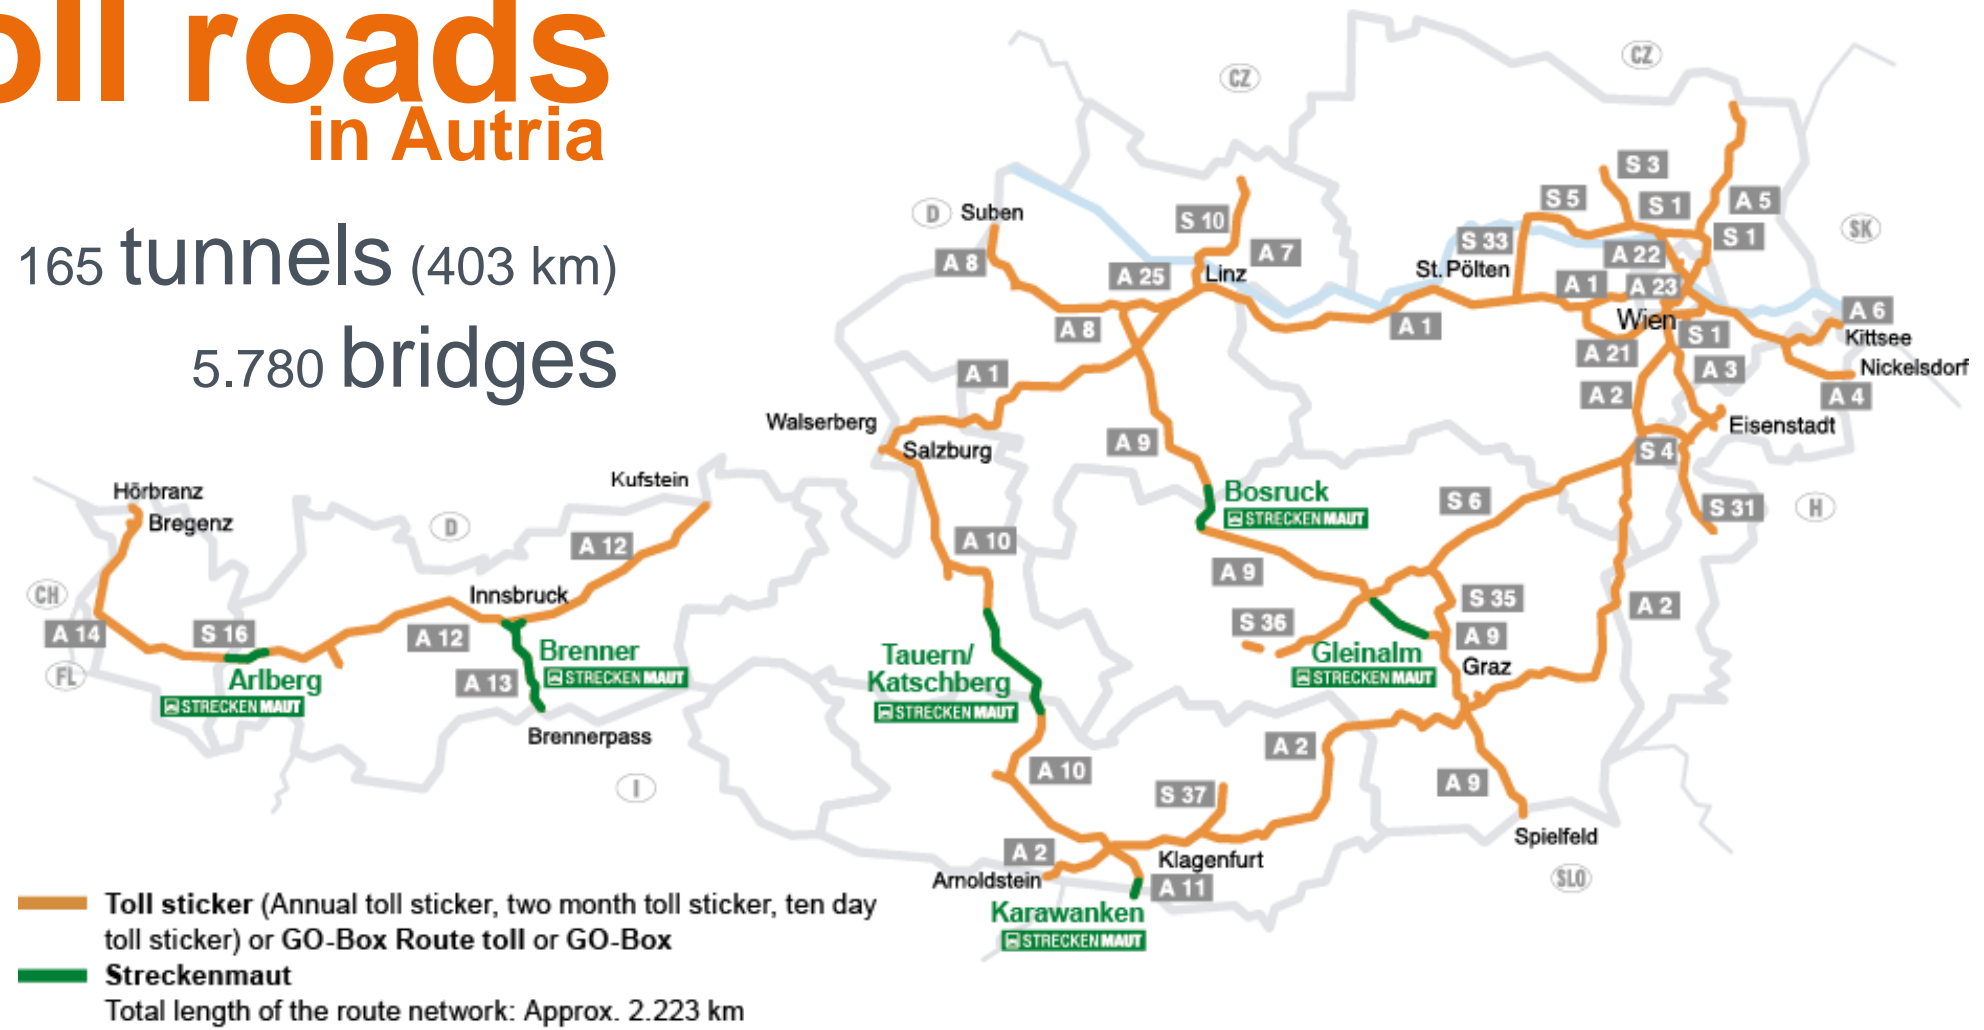 oll roads
in Autria
165 tunnels (403 km)
5.780 bridges
CZ
CZ
S 3
S 5
S 1
A 5
D
Suben
S 10
S 1
SK
S 33
A 8
A 7
A 22
A 25
Linz
St. Pölten
A 1
A 23
A 6
A 8
A 1
Wien
S 1
Kittsee
A 21
A 3
Nickelsdorf
A 1
A 2
A 4
Walserberg
Eisenstadt
Salzburg
A 9
S 4
Kufstein
Hörbranz
Bosruck
STRECKENMAUT
S 6
S 31
H
Bregenz
D
A 12
A 10
A 9
CH
Innsbruck
S 35
A 2
A 14
S 16
A 12
S 36
A 9
Brenner
STRECKENMAUT
Tauern/
Katschberg
STRECKENMAUT
Gleinalm
STRECKENMAUT
Graz
FL
Arlberg
STRECKENMAUT
A 13
Brennerpass
A 2
I
A 10
S 37
A 9
Spielfeld
A 2
Klagenfurt
Arnoldstein
A 11
SLO
Karawanken
STRECKENMAUT
Toll sticker (Annual toll sticker, two month toll sticker, ten day
toll sticker) or GO-Box Route toll or GO-Box
Streckenmaut
Total length of the route network: Approx. 2.223 km